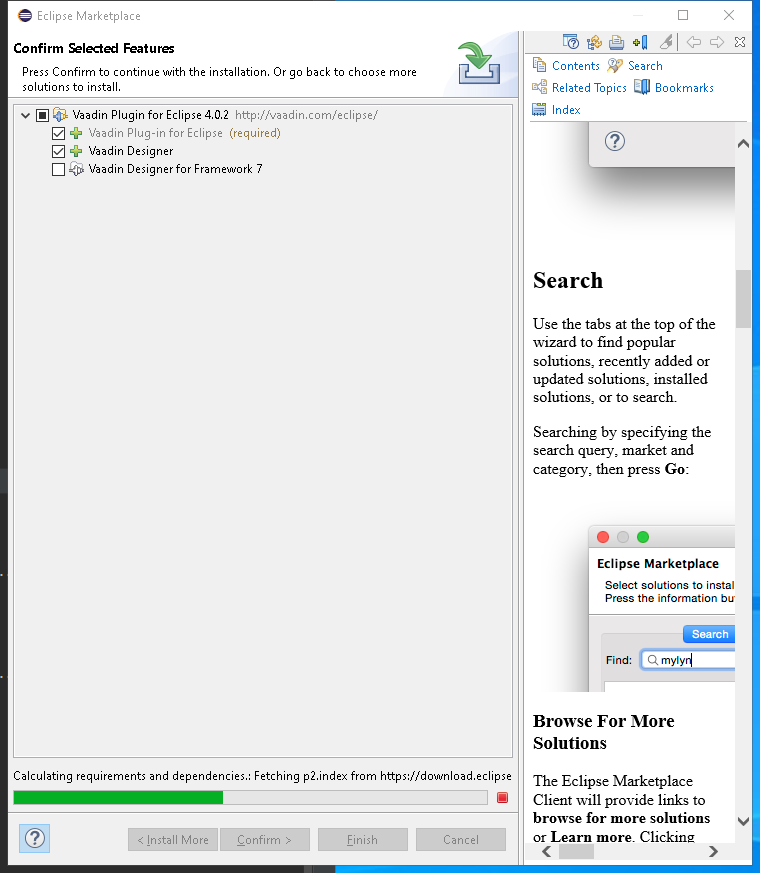 Eclipse Marketplace
Confirm Selected Features
Press Confirm to continue with the installation. Or go back to choose more
solutions to install.
Vaadin Plugin for Eclipse 4.0.2 http://vaadin.com/eclipse/
Vaadin Plug-in for Eclipse (required)
Vaadin Designer
Vaadin Designer for Framework 7
Calculating requirements and dependencies.: Fetching p2.index from https://download.eclipse
< Install More
Confirm >
Finish
Cancel
Contents
Search
Related Topics
Bookmarks
Index
Search
Use the tabs at the top of the
wizard to find popular
solutions, recently added or
updated solutions, installed
solutions, or to search.
Searching by specifying the
search query, market and
category, then press Go:
Eclipse Marketplace
Select solutions to instal
Press the information bu
Search
Find: mylyn
Browse For More
Solutions
The Eclipse Marketplace
Client will provide links to
browse for more solutions
or Learn more. Clicking